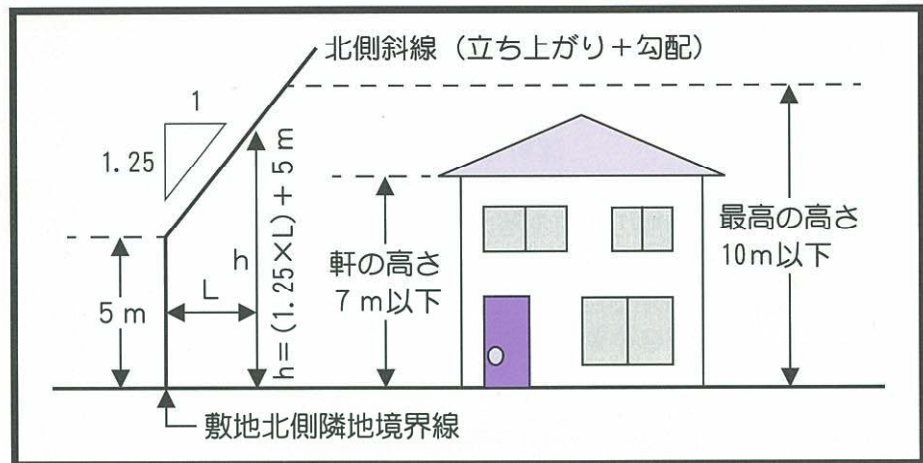 北側斜線（立ち上がり＋勾配）
1
1.25
5 m
L
h
h＝(1.25×L)＋5 m
軒の高さ
7 m以下
最高の高さ
10m以下
敷地北側隣地境界線